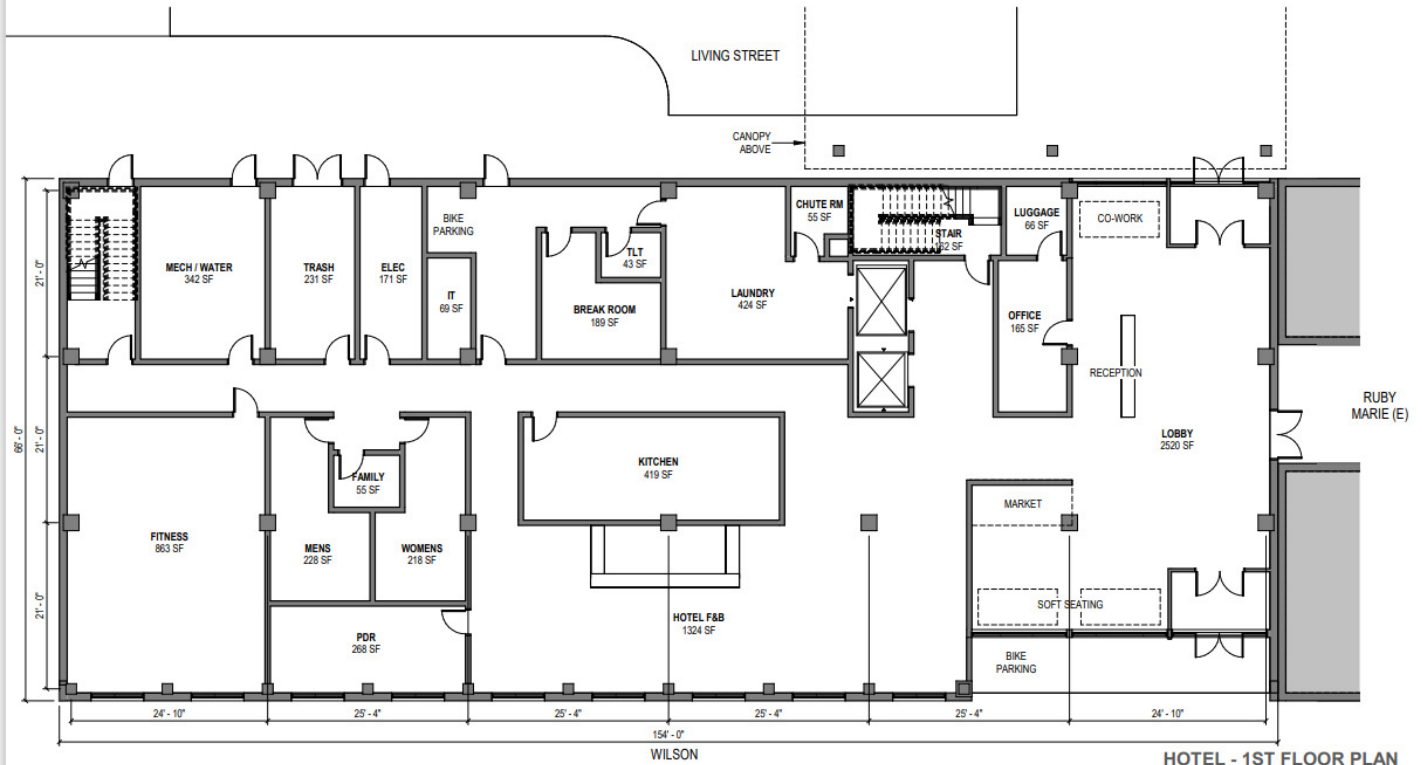 LIVING STREET
CANOPY
ABOVE
BIKE
PARKING
CHUTE RM
55 SF
LUGGAGE
66 SF
CO-WORK
STAIR
162 SF
TLT
43 SF
MECH / WATER
342 SF
TRASH
231 SF
ELEC
171 SF
IT
69 SF
BREAK ROOM
189 SF
LAUNDRY
424 SF
OFFICE
165 SF
RECEPTION
RUBY
MARIE (E)
LOBBY
2520 SF
KITCHEN
419 SF
FAMILY
55 SF
MARKET
FITNESS
863 SF
MENS
228 SF
WOMENS
218 SF
SOFT SEATING
HOTEL F&B
1324 SF
PDR
268 SF
BIKE
PARKING
21' - 0"
21' - 0"
21' - 0"
66' - 0"
24' - 10"
25' - 4"
25' - 4"
25' - 4"
25' - 4"
24' - 10"
154' - 0"
WILSON
HOTEL - 1ST FLOOR PLAN